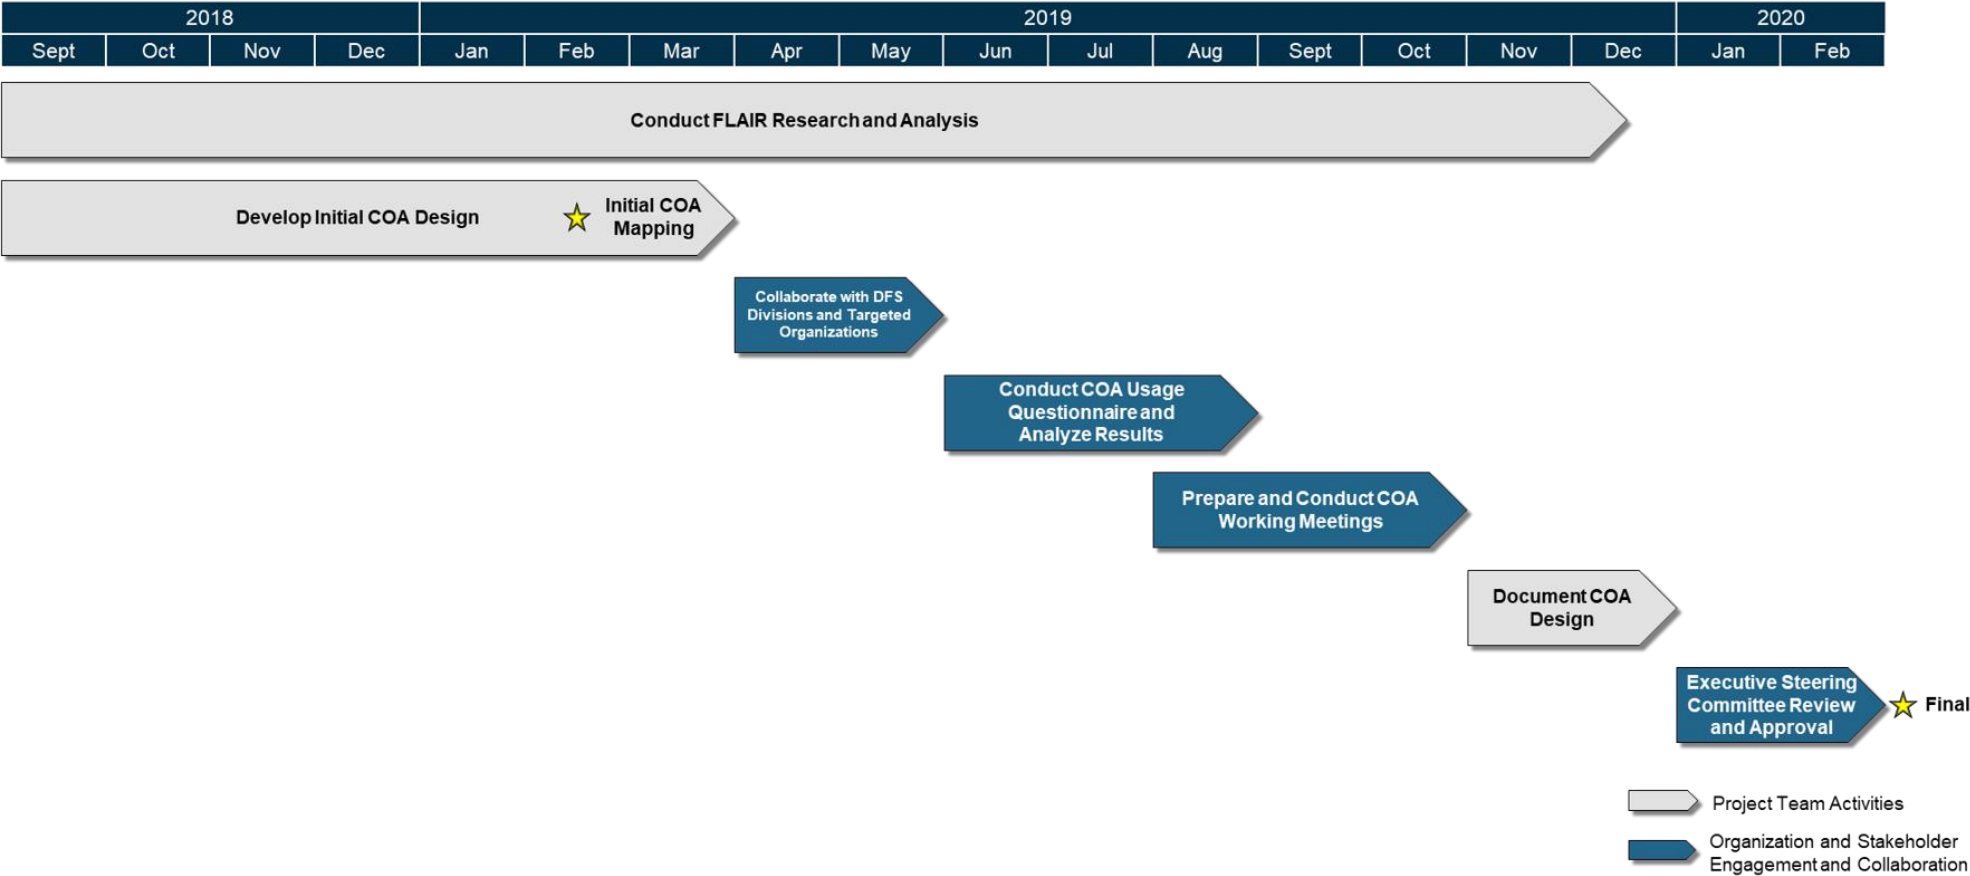 2018 2019 2020
Sept Oct Nov Dec Jan Feb Mar Apr May Jun Jul Aug Sept Oct Nov Dec Jan Feb
Conduct FLAIR Research and Analysis
Develop Initial COA Design
Initial COA
Mapping
Collaborate with DFS
Divisions and Targeted
Organizations
Conduct COA Usage
Questionnaire and
Analyze Results
Prepare and Conduct COA
Working Meetings
Document COA
Design
Executive Steering
Committee Review
and Approval
Final
Project Team Activities
Organization and Stakeholder
Engagement and Collaboration